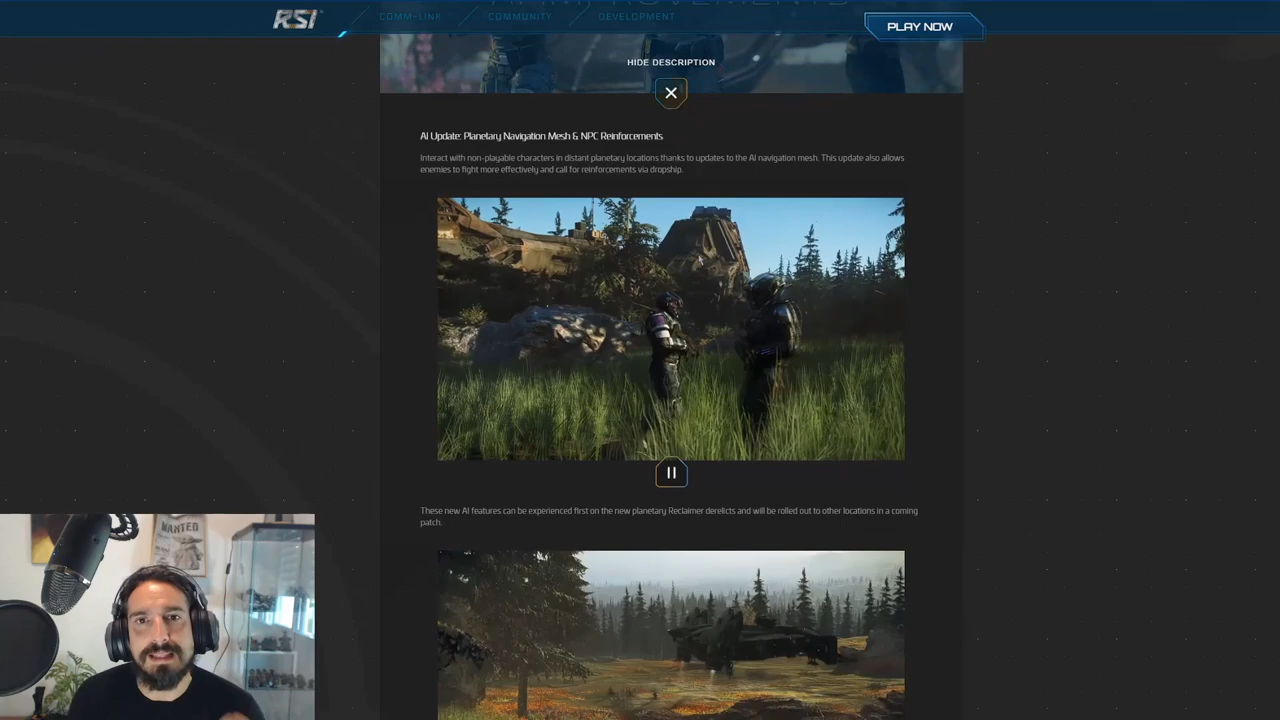 RSI
COMM-LINK
COMMUNITY
DEVELOPMENT
PLAY NOW
HIDE DESCRIPTION
AI Update: Planetary Navigation Mesh & NPC Reinforcements
Interact with non-playable characters in distant planetary locations thanks to updates to the AI navigation mesh. This update also allows
enemies to fight more effectively and call for reinforcements via dropship.
These new AI features can be experienced first on the new planetary Reclaimer derelicts and will be rolled out to other locations in a coming
patch.
WANTED